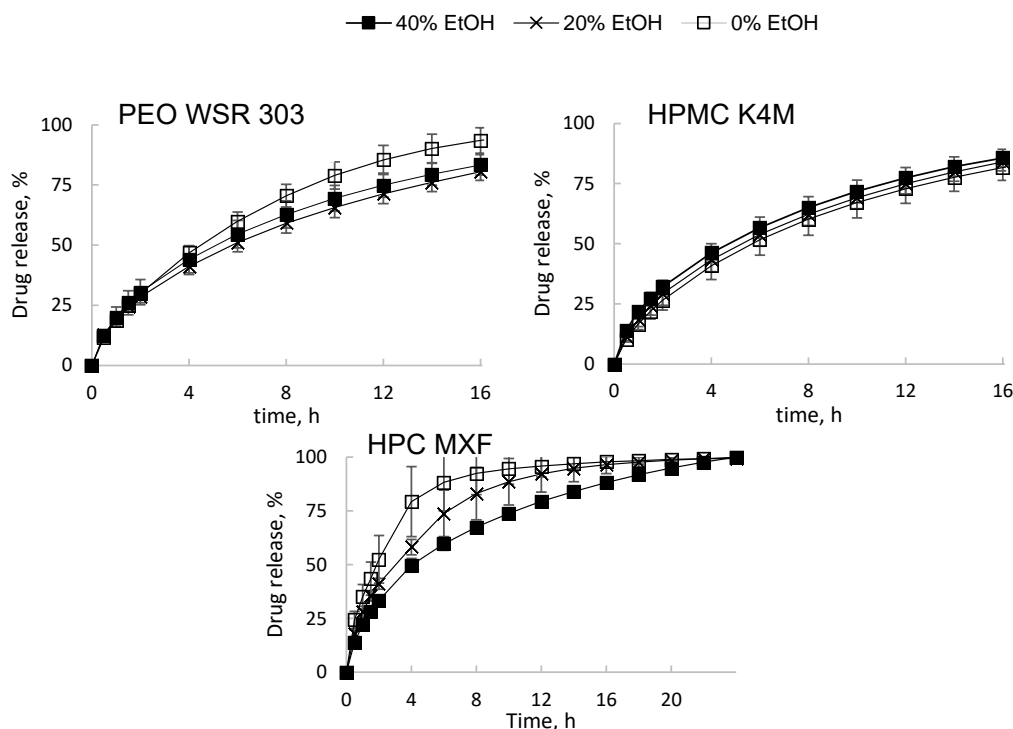 40% EtOH 20% EtOH 0% EtOH
PEO WSR 303
Drug release, %
100
75
50
25
0
0 4 8 12 16
time, h
HPMC K4M
Drug release, %
100
75
50
25
0
0 4 8 12 16
time, h
HPC MXF
Drug release, %
100
75
50
25
0
0 4 8 12 16 20
Time, h